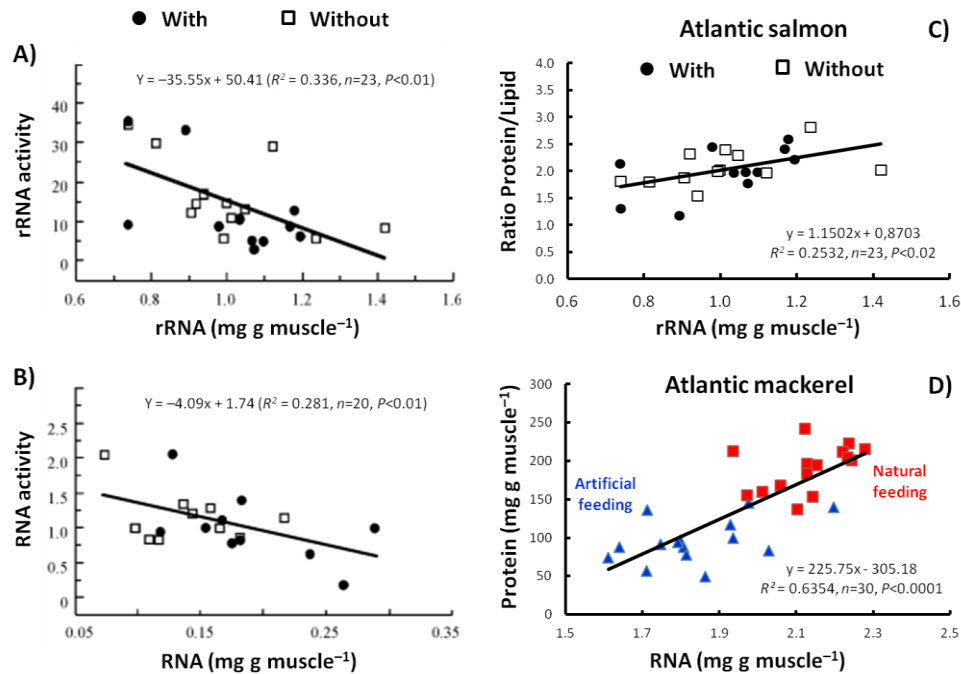 With
Without
A)
Y = –35.55x + 50.41 (R² = 0.336, n=23, P<0.01)
40
30
20
10
0
rRNA activity
0.6 0.8 1.0 1.2 1.4 1.6
rRNA (mg g muscle⁻¹)
Atlantic salmon
C)
With
Without
4.0
3.5
3.0
2.5
2.0
1.5
1.0
0.5
0.0
Ratio Protein/Lipid
y = 1.1502x + 0,8703
R² = 0.2532, n=23, P<0.02
0.6 0.8 1.0 1.2 1.4 1.6
rRNA (mg g muscle⁻¹)
B)
Y = –4.09x + 1.74 (R² = 0.281, n=20, P<0.01)
2.5
2.0
1.5
1.0
0.5
0
RNA activity
0.05 0.15 0.25 0.35
RNA (mg g muscle⁻¹)
Atlantic mackerel
D)
300
250
200
150
100
50
0
Protein (mg g muscle⁻¹)
Artificial
feeding
Natural
feeding
y = 225.75x - 305.18
R² = 0.6354, n=30, P<0.0001
1.5 1.7 1.9 2.1 2.3 2.5
RNA (mg g muscle⁻¹)